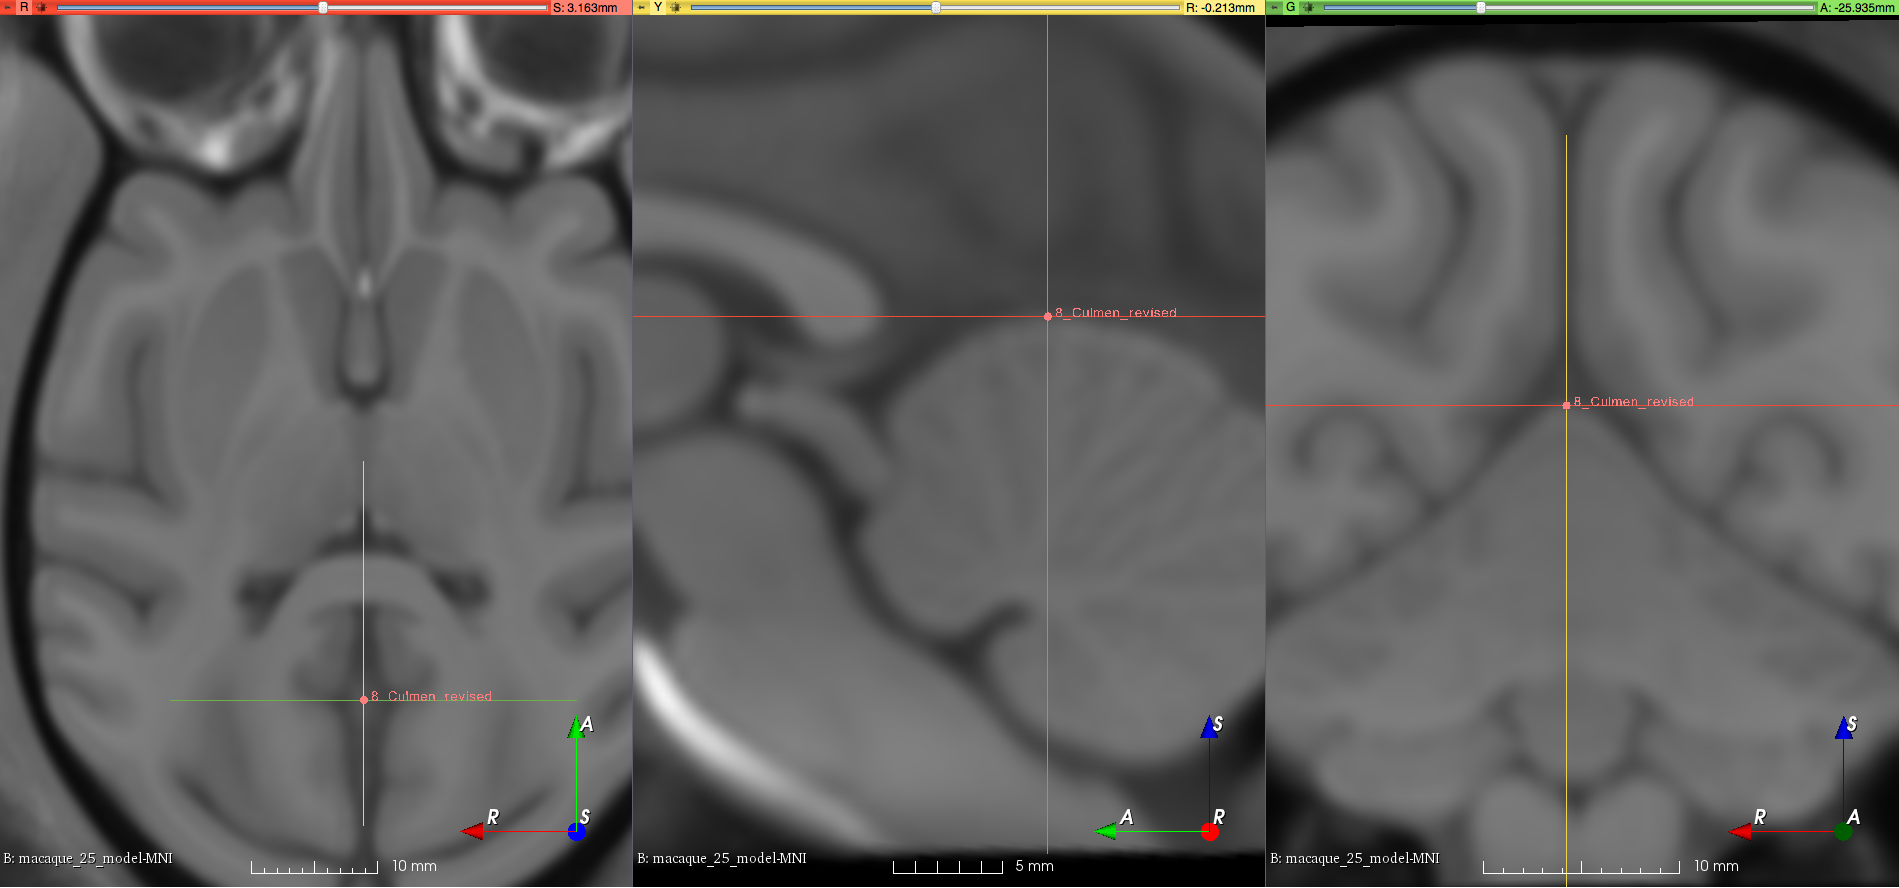 R
S: 3.163mm
8_Culmen_revised
A
R
S
B: macaque_25_model-MNI
10 mm
Y
R: -0.213mm
8_Culmen_revised
S
A
R
B: macaque_25_model-MNI
5 mm
G
A: -25.935mm
8_Culmen_revised
S
R
A
B: macaque_25_model-MNI
10 mm